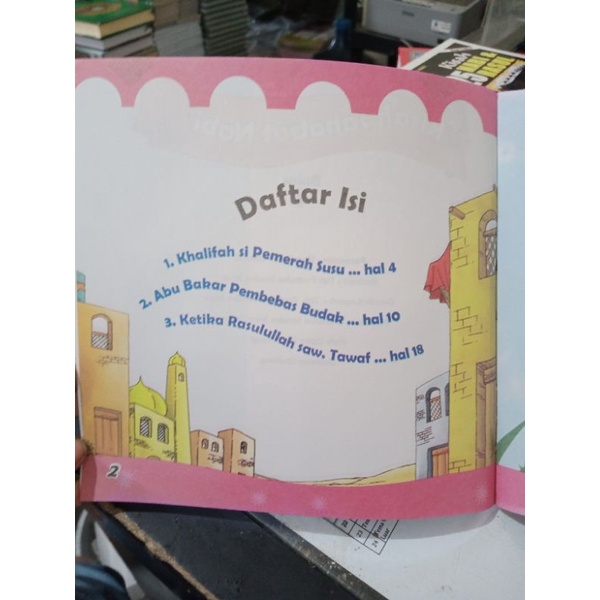 Daftar Isi
1. Khalifah si Pemerah Susu ... hal 4
2. Abu Bakar Pembebas Budak ... hal 10
3. Ketika Rasulullah saw. Tawaf ... hal 18
2
Kisah